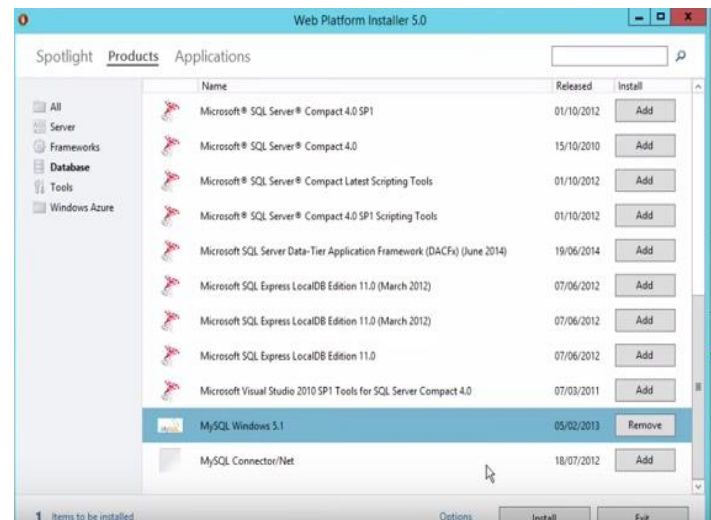 Web Platform Installer 5.0
Spotlight Products Applications
Name Released Install
All
Server
Frameworks
Database
Tools
Windows Azure
Microsoft® SQL Server® Compact 4.0 SP1 01/10/2012 Add
Microsoft® SQL Server® Compact 4.0 15/10/2010 Add
Microsoft® SQL Server® Compact Latest Scripting Tools 01/10/2012 Add
Microsoft® SQL Server® Compact 4.0 SP1 Scripting Tools 01/10/2012 Add
Microsoft SQL Server Data-Tier Application Framework (DACFx) (June 2014) 19/06/2014 Add
Microsoft SQL Express LocalDB Edition 11.0 (March 2012) 07/06/2012 Add
Microsoft SQL Express LocalDB Edition 11.0 (March 2012) 07/06/2012 Add
Microsoft SQL Express LocalDB Edition 11.0 07/06/2012 Add
Microsoft Visual Studio 2010 SP1 Tools for SQL Server Compact 4.0 07/03/2011 Add
MySQL Windows 5.1 05/02/2013 Remove
MySQL Connector/Net 18/07/2012 Add
1 Items to be installed Options Install Exit